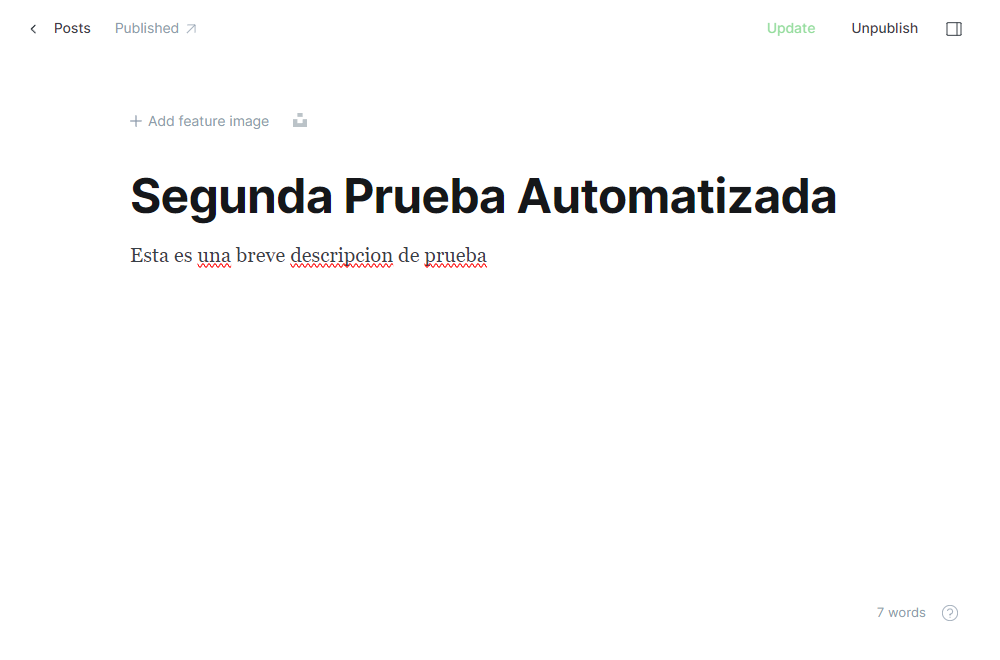 Posts Published Update Unpublish
Add feature image
Segunda Prueba Automatizada
Esta es una breve descripcion de prueba
7 words